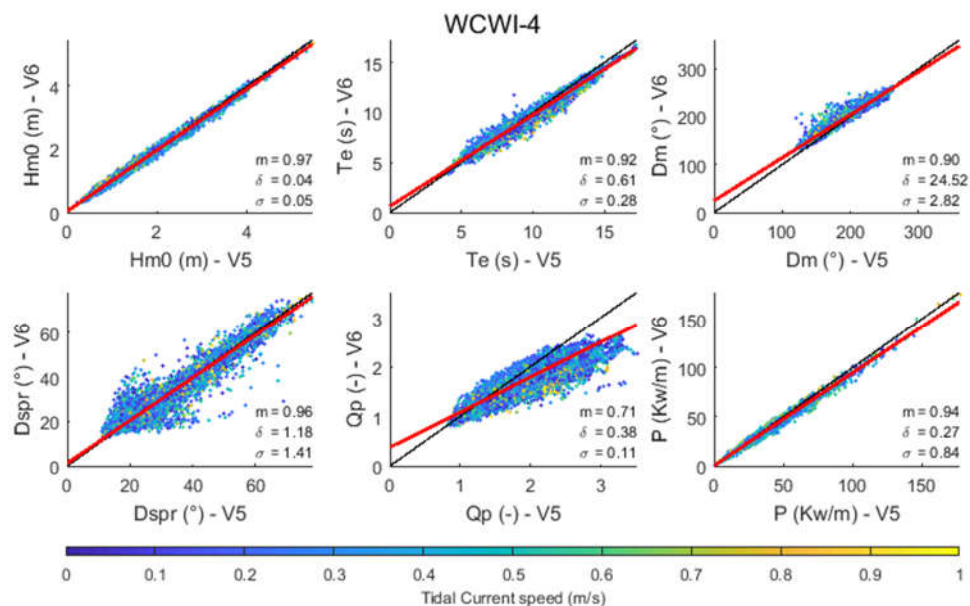 WCWI-4
Hm0 (m) - V6
4
2
0
0 2 4
m = 0.97
δ = 0.04
σ = 0.05
Hm0 (m) - V5
Te (s) - V6
15
10
5
0
0 5 10 15
m = 0.92
δ = 0.61
σ = 0.28
Te (s) - V5
Dm (°) - V6
300
200
100
0
0 100 200 300
m = 0.90
δ = 24.52
σ = 2.82
Dm (°) - V5
Dspr (°) - V6
60
40
20
0
0 20 40 60
m = 0.96
δ = 1.18
σ = 1.41
Dspr (°) - V5
Qp (-) - V6
3
2
1
0
0 1 2 3
m = 0.71
δ = 0.38
σ = 0.11
Qp (-) - V5
P (Kw/m) - V6
150
100
50
0
0 50 100 150
m = 0.94
δ = 0.27
σ = 0.84
P (Kw/m) - V5
0 0.1 0.2 0.3 0.4 0.5 0.6 0.7 0.8 0.9 1
Tidal Current speed (m/s)